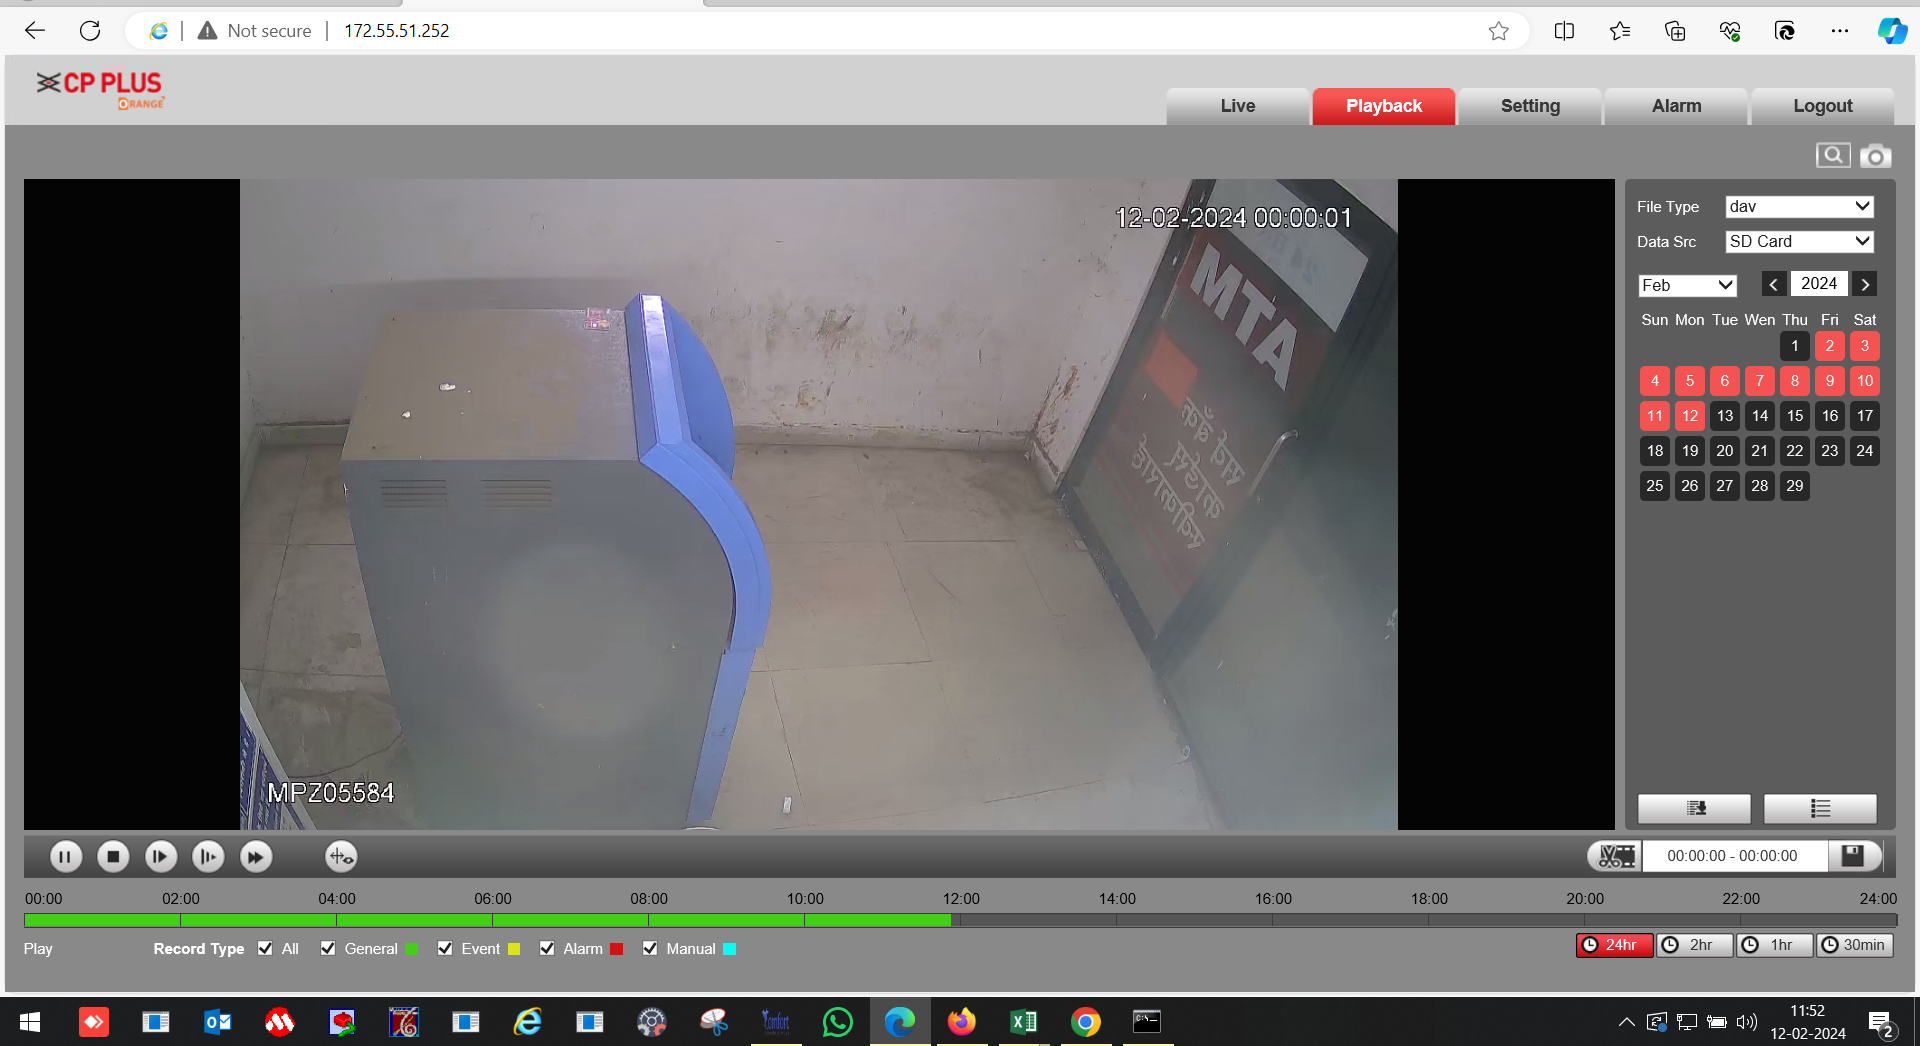 Not secure
172.55.51.252
CP PLUS
ORANGE
Live
Playback
Setting
Alarm
Logout
12-02-2024 00:00:01
ATM
MPZ05584
File Type
dav
Data Src
SD Card
Feb
2024
Sun Mon Tue Wen Thu Fri Sat
1 2 3
4 5 6 7 8 9 10
11 12 13 14 15 16 17
18 19 20 21 22 23 24
25 26 27 28 29
00:00:00 - 00:00:00
00:00 02:00 04:00 06:00 08:00 10:00 12:00 14:00 16:00 18:00 20:00 22:00 24:00
Play
Record Type All General Event Alarm Manual
24hr 2hr 1hr 30min
11:52
12-02-2024
2